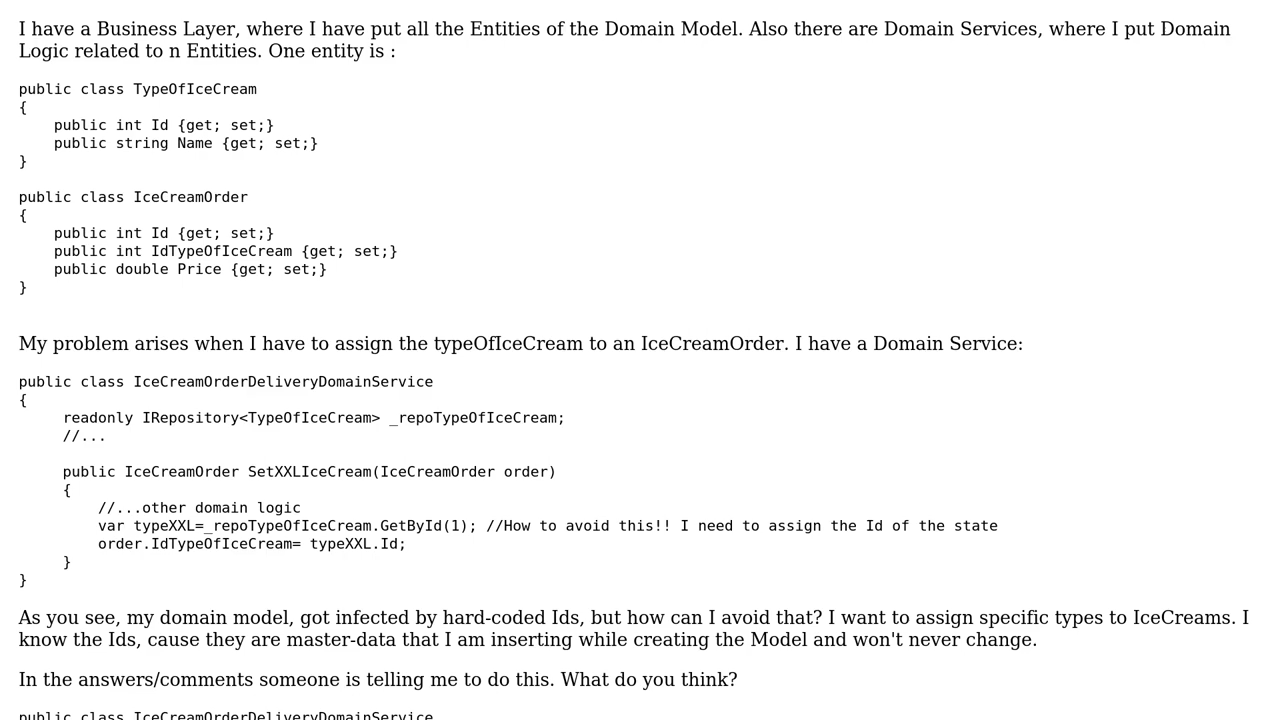 I have a Business Layer, where I have put all the Entities of the Domain Model. Also there are Domain Services, where I put Domain
Logic related to n Entities. One entity is :
public class TypeOfIceCream
{
    public int Id {get; set;}
    public string Name {get; set;}
}
public class IceCreamOrder
{
    public int Id {get; set;}
    public int IdTypeOfIceCream {get; set;}
    public double Price {get; set;}
}
My problem arises when I have to assign the typeOfIceCream to an IceCreamOrder. I have a Domain Service:
public class IceCreamOrderDeliveryDomainService
{
     readonly IRepository<TypeOfIceCream> _repoTypeOfIceCream;
     //...
     public IceCreamOrder SetXXLIceCream(IceCreamOrder order)
     {
         //...other domain logic
         var typeXXL=_repoTypeOfIceCream.GetById(1); //How to avoid this!! I need to assign the Id of the state
         order.IdTypeOfIceCream= typeXXL.Id;
     }
}
As you see, my domain model, got infected by hard-coded Ids, but how can I avoid that? I want to assign specific types to IceCreams. I
know the Ids, cause they are master-data that I am inserting while creating the Model and won't never change.
In the answers/comments someone is telling me to do this. What do you think?
public class IceCreamOrderDeliveryDomainService